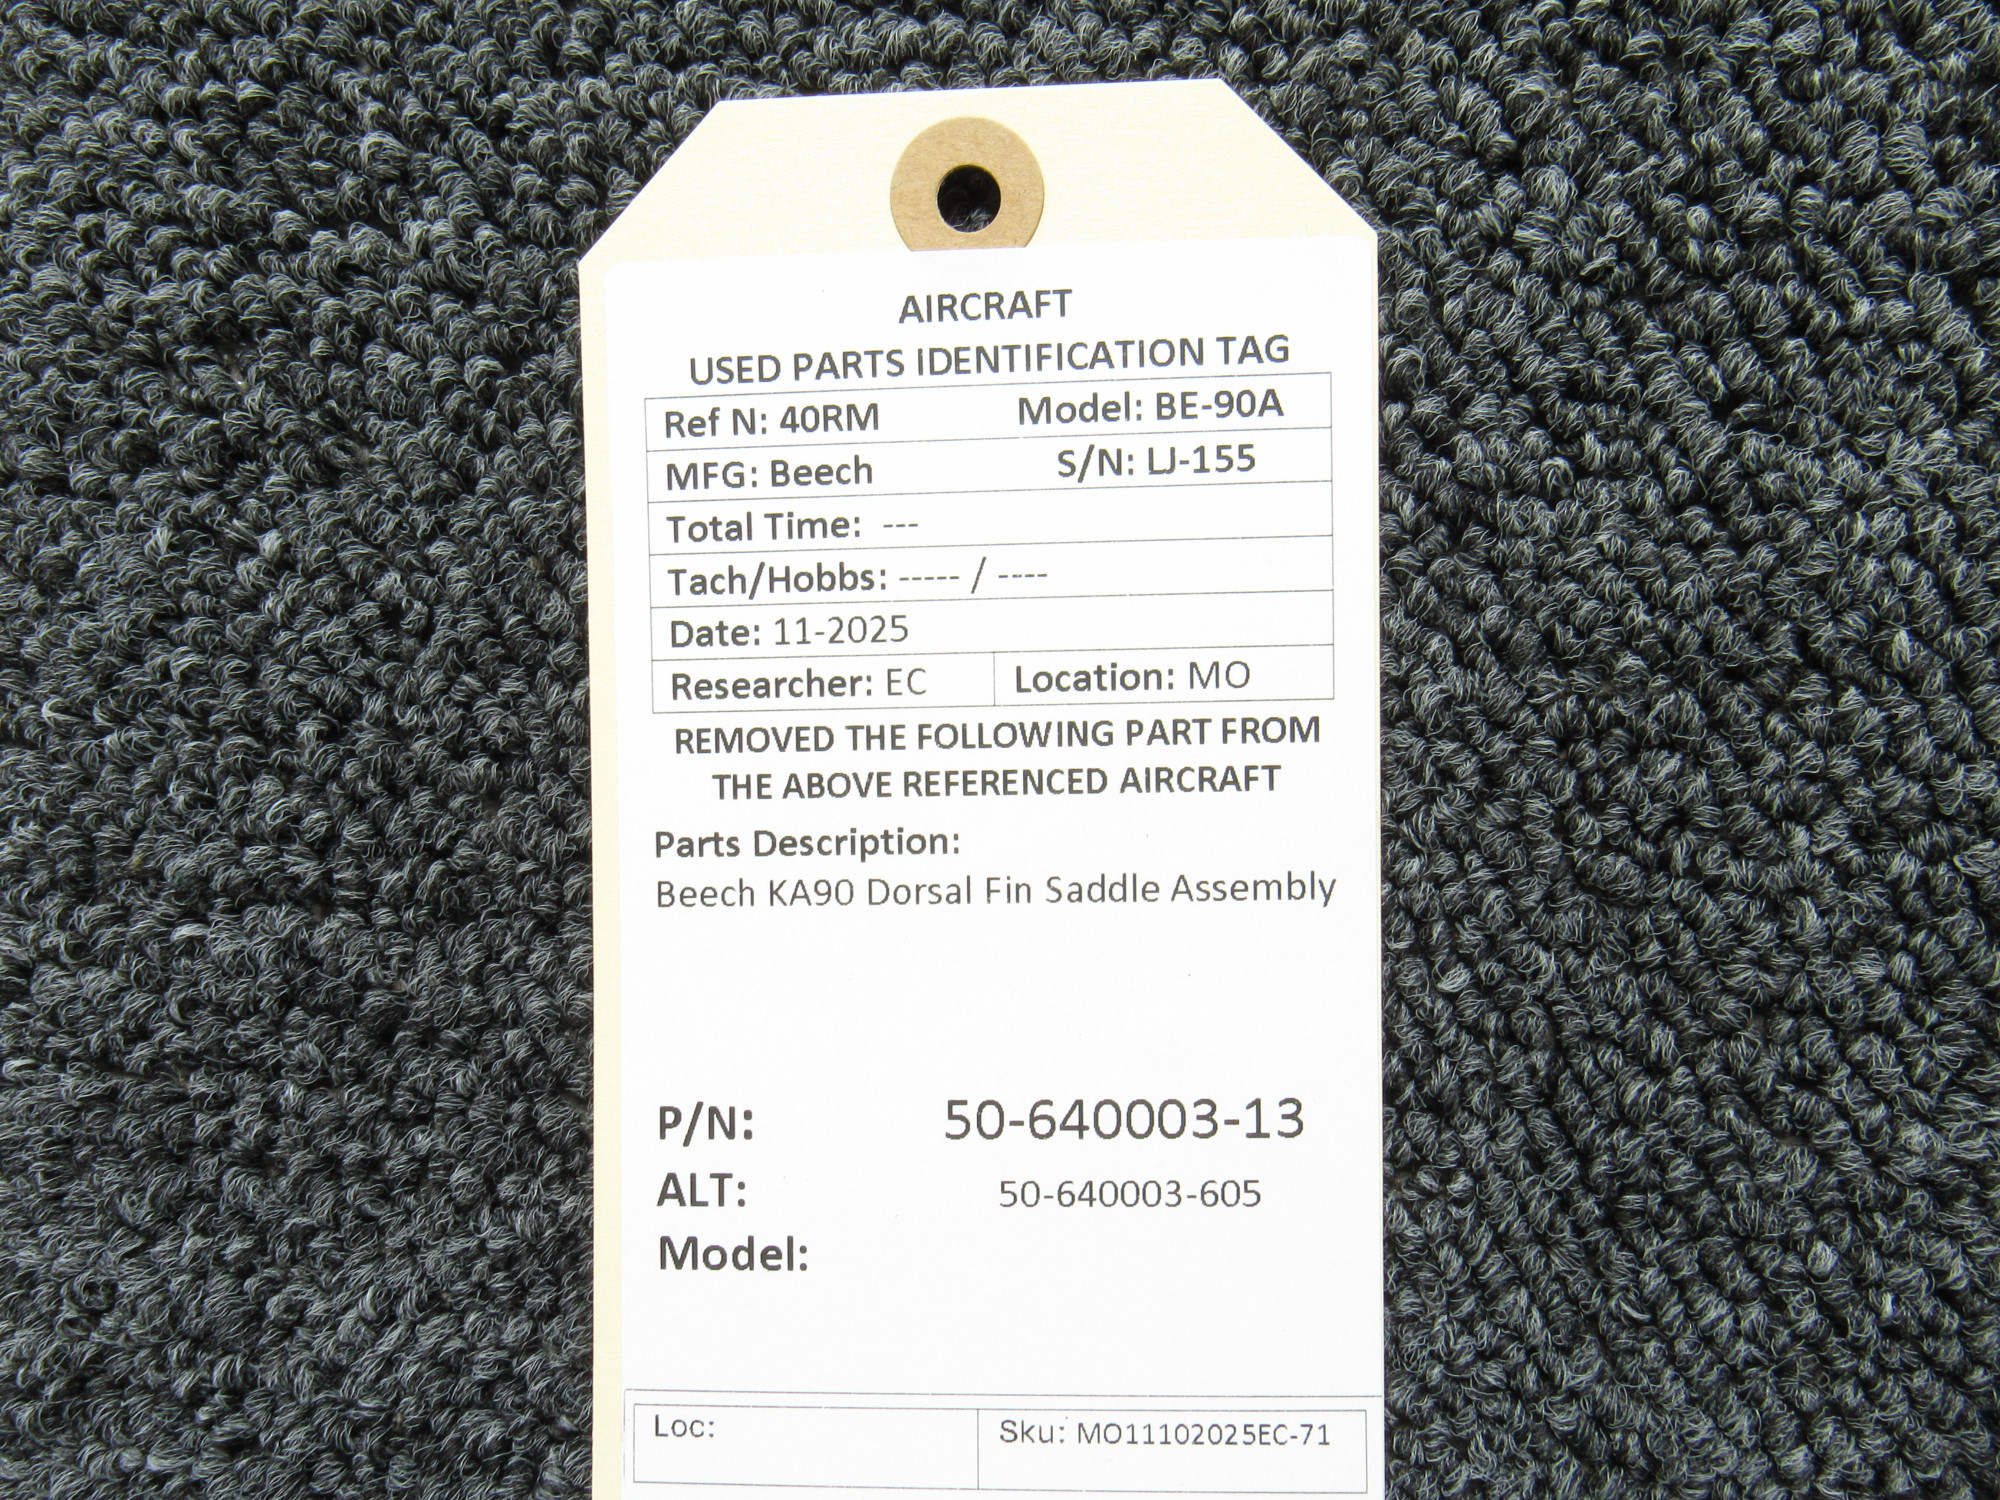 AIRCRAFT
USED PARTS IDENTIFICATION TAG
Ref N: 40RM Model: BE-90A
MFG: Beech S/N: LJ-155
Total Time: ---
Tach/Hobbs: ----- / ----
Date: 11-2025
Researcher: EC Location: MO
REMOVED THE FOLLOWING PART FROM
THE ABOVE REFERENCED AIRCRAFT
Parts Description:
Beech KA90 Dorsal Fin Saddle Assembly
P/N: 50-640003-13
ALT: 50-640003-605
Model:
Loc: Sku: MO11102025EC-71